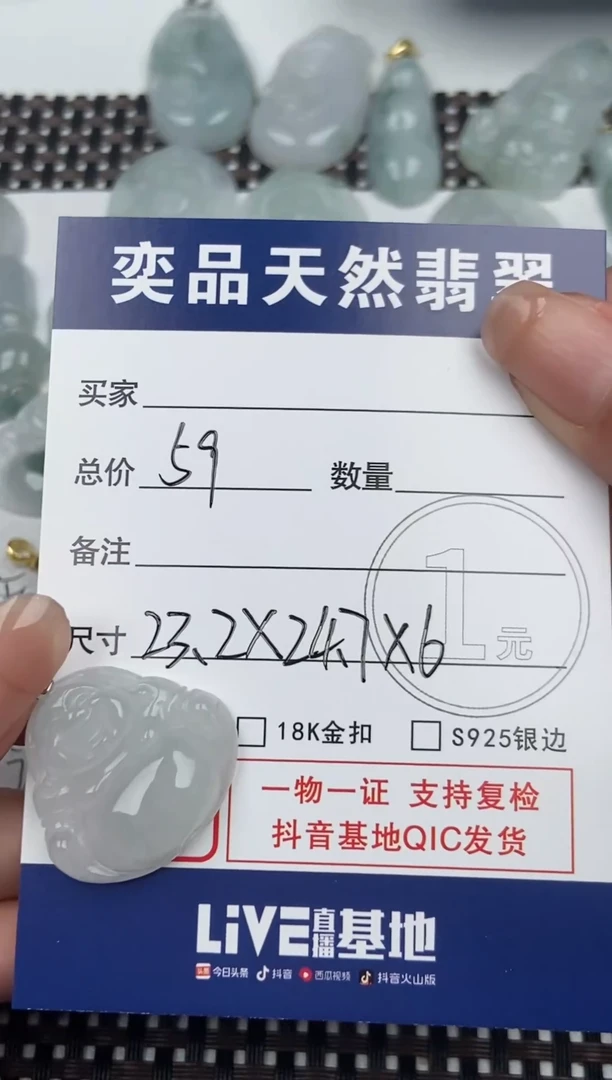 奕品天然翡翠
买家
总价 59 数量
备注
1元
尺寸 23.2X24.7X6
18K金扣 S925银边
一物一证 支持复检
抖音基地QIC发货
LiVE直播基地
头条 今日头条 抖音 西瓜视频 抖音火山版